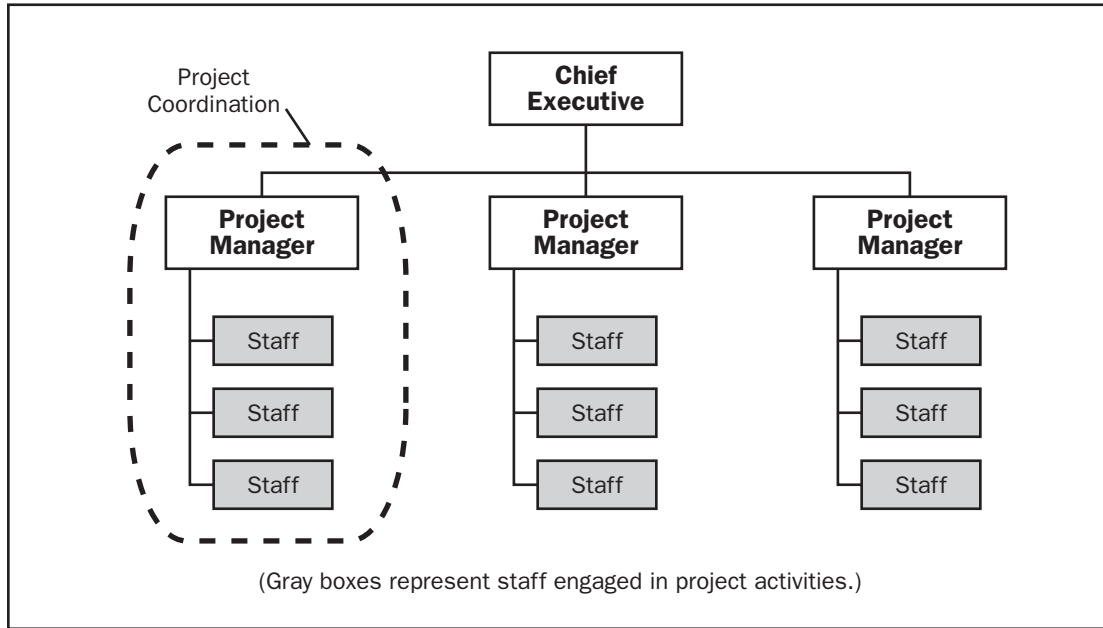 Project
Coordination
Chief
Executive
Project
Manager
Project
Manager
Project
Manager
Staff
Staff
Staff
Staff
Staff
Staff
Staff
Staff
Staff
(Gray boxes represent staff engaged in project activities.)